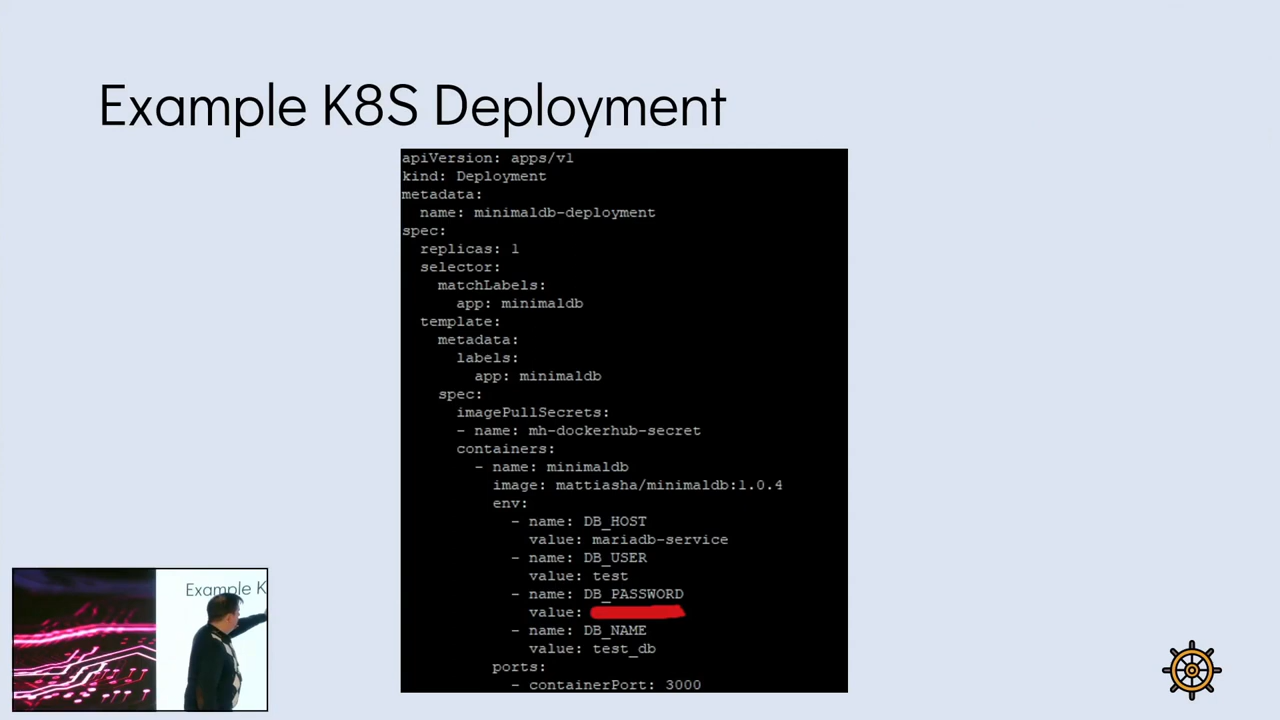 Example K8S Deployment
apiVersion: apps/v1
kind: Deployment
metadata:
  name: minimaldb-deployment
spec:
  replicas: 1
  selector:
    matchLabels:
      app: minimaldb
  template:
    metadata:
      labels:
        app: minimaldb
    spec:
      imagePullSecrets:
      - name: mh-dockerhub-secret
      containers:
        - name: minimaldb
          image: mattiasha/minimaldb:1.0.4
          env:
            - name: DB_HOST
              value: mariadb-service
            - name: DB_USER
              value: test
            - name: DB_PASSWORD
              value:
            - name: DB_NAME
              value: test_db
          ports:
            - containerPort: 3000
Example K